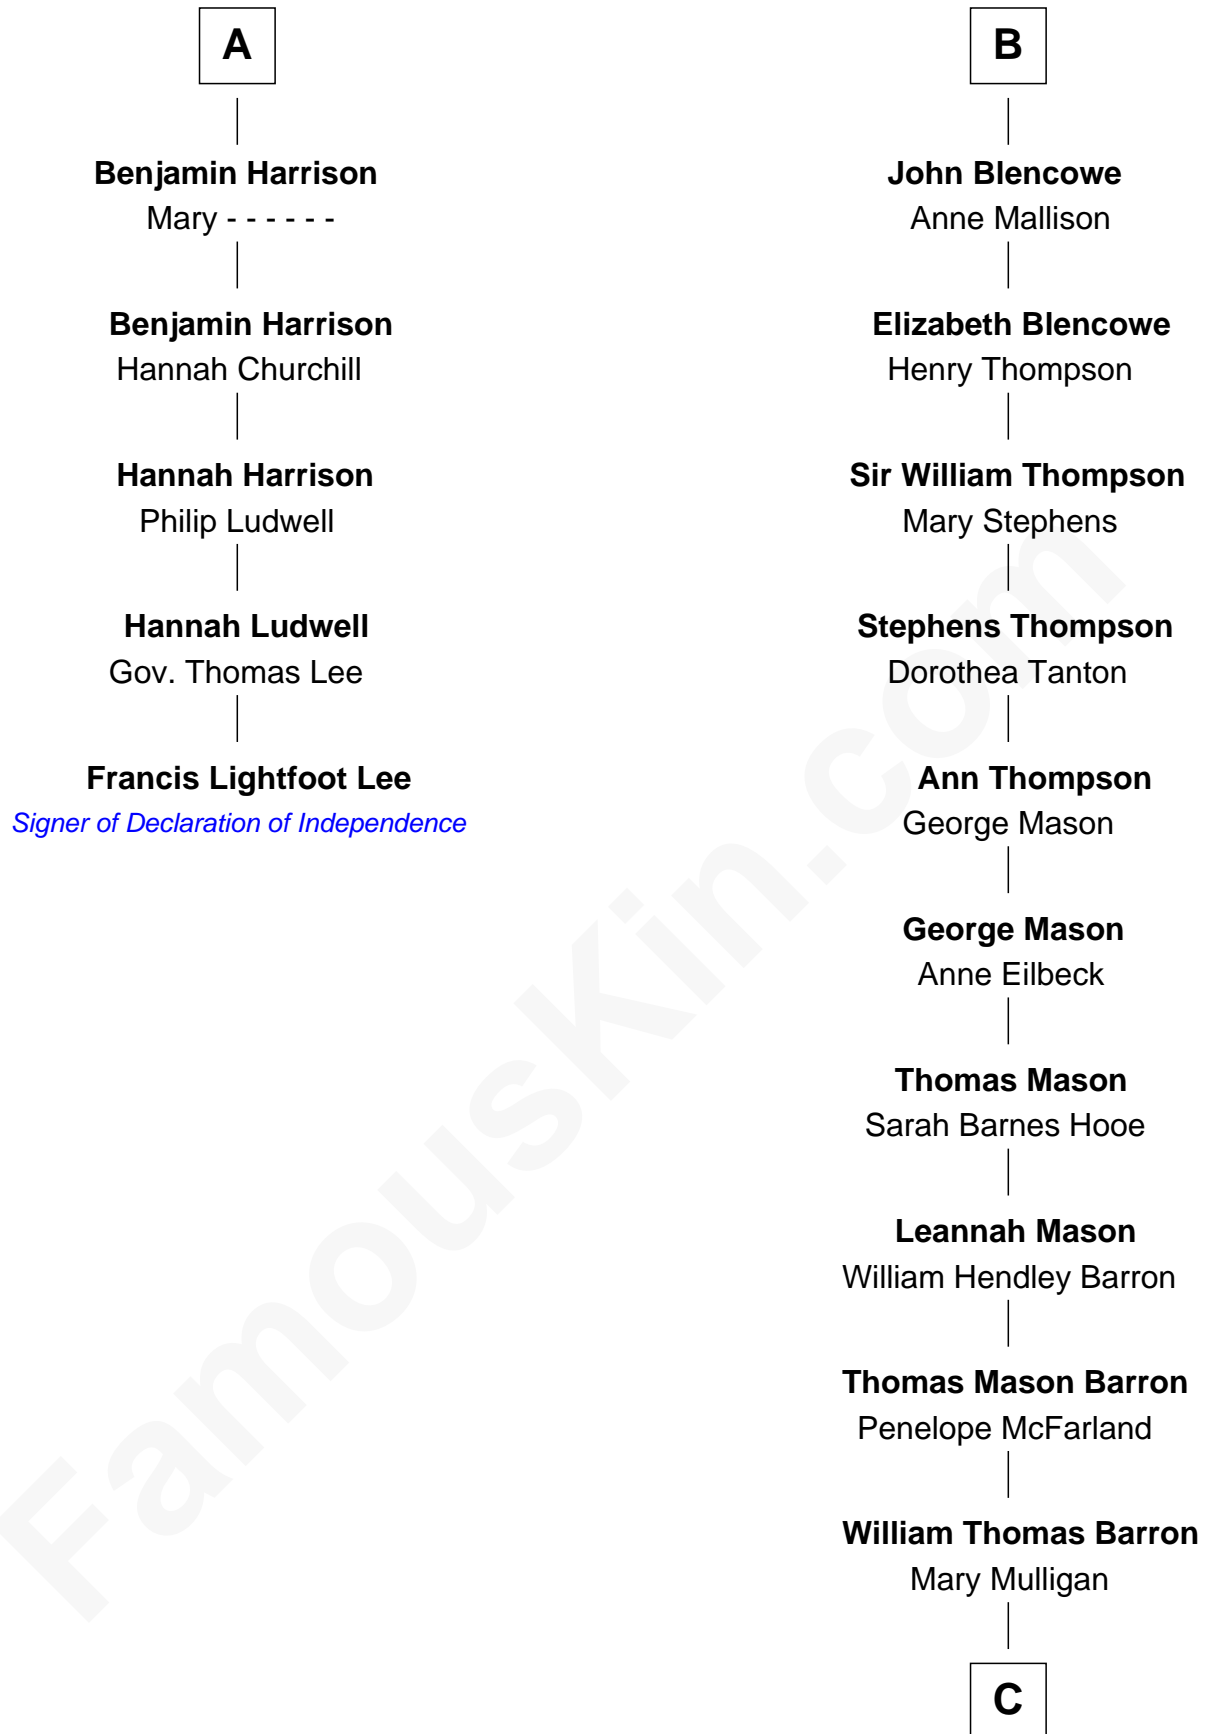 A
Benjamin Harrison
Mary - - - - - -
Benjamin Harrison
Hannah Churchill
Hannah Harrison
Philip Ludwell
Hannah Ludwell
Gov. Thomas Lee
Francis Lightfoot Lee
Signer of Declaration of Independence
B
John Blencowe
Anne Mallison
Elizabeth Blencowe
Henry Thompson
Sir William Thompson
Mary Stephens
Stephens Thompson
Dorothea Tanton
Ann Thompson
George Mason
George Mason
Anne Eilbeck
Thomas Mason
Sarah Barnes Hooe
Leannah Mason
William Hendley Barron
Thomas Mason Barron
Penelope McFarland
William Thomas Barron
Mary Mulligan
C
FamousKin.com